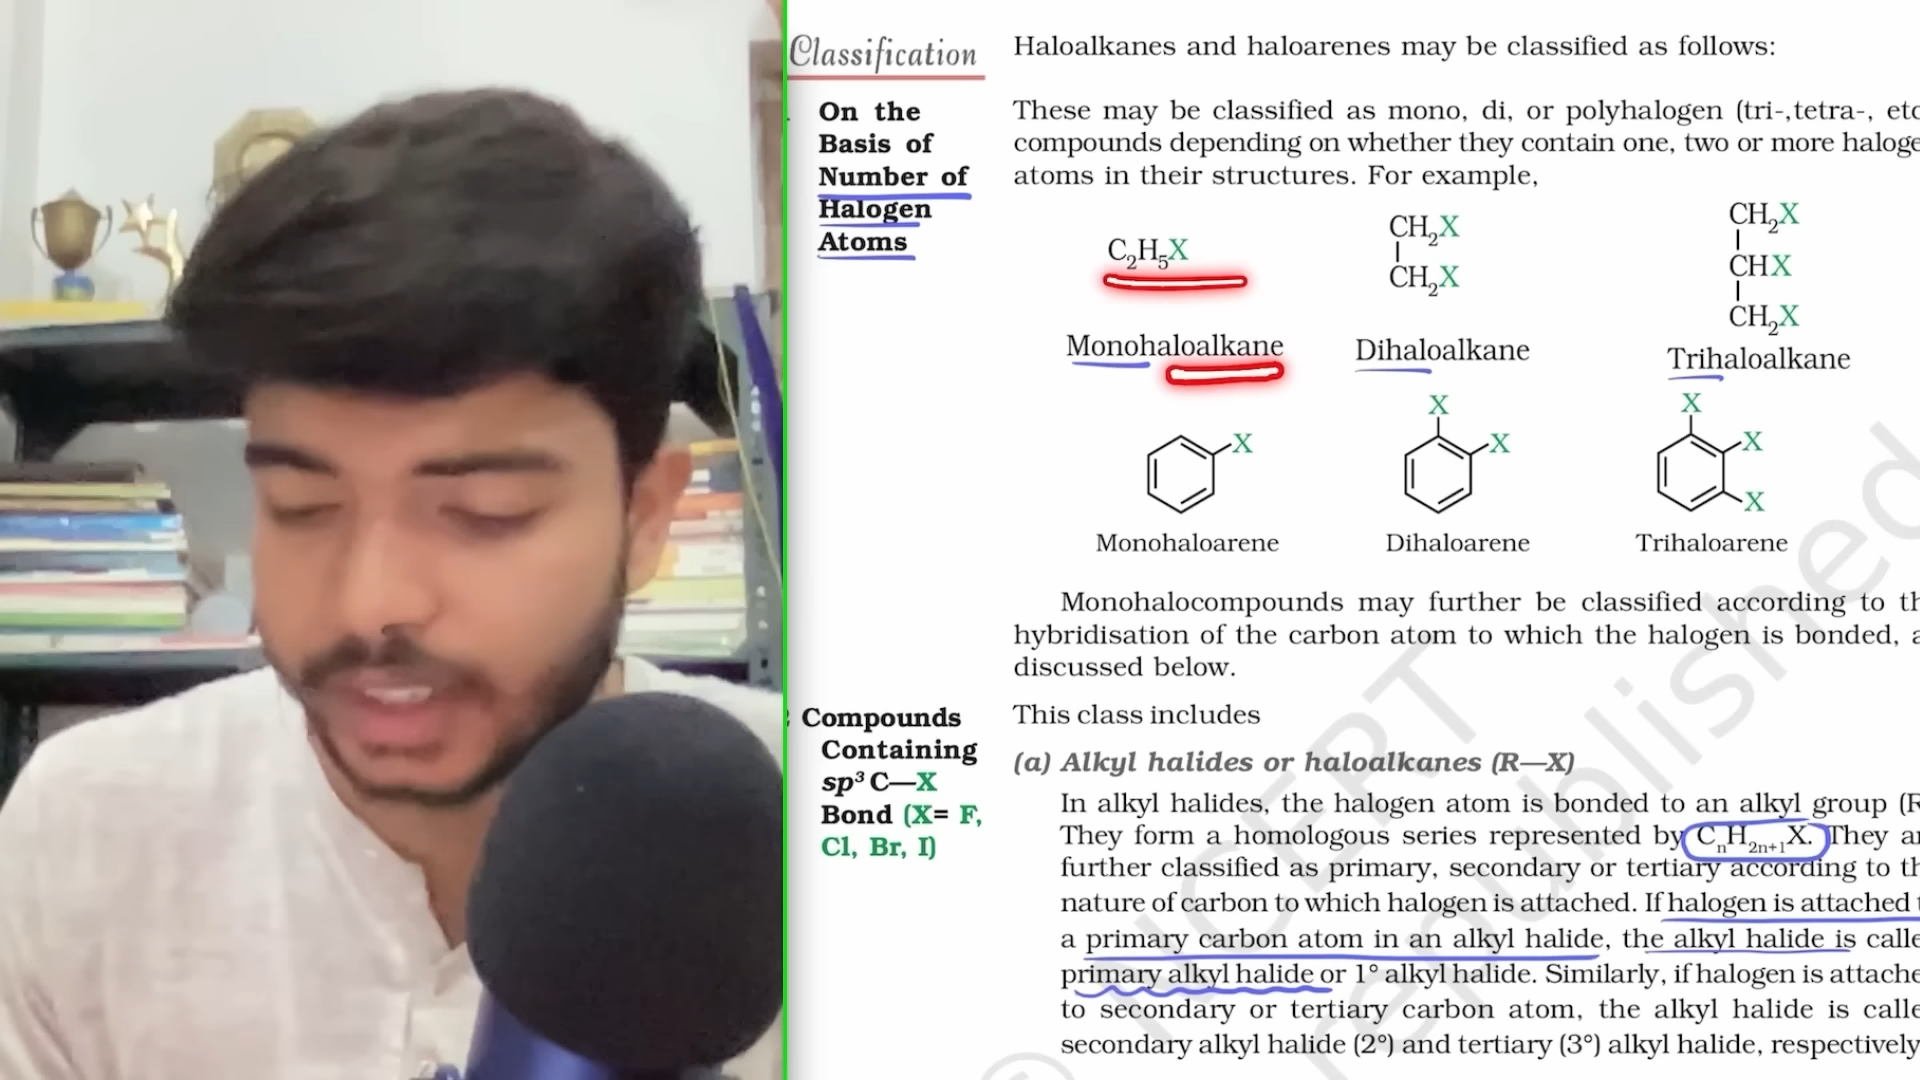 Classification
Haloalkanes and haloarenes may be classified as follows:
On the
Basis of
Number of
Halogen
Atoms
These may be classified as mono, di, or polyhalogen (tri-,tetra-, etc
compounds depending on whether they contain one, two or more haloge
atoms in their structures. For example,
C₂H₅X
CH₂X
CH₂X
CH₂X
CHX
CH₂X
Monohaloalkane
Dihaloalkane
Trihaloalkane
X
X
X
X
X
X
Monohaloarene
Dihaloarene
Trihaloarene
Monohalocompounds may further be classified according to th
hybridisation of the carbon atom to which the halogen is bonded, a
discussed below.
Compounds
Containing
sp³ C—X
Bond (X= F,
Cl, Br, I)
This class includes
(a) Alkyl halides or haloalkanes (R—X)
In alkyl halides, the halogen atom is bonded to an alkyl group (R
They form a homologous series represented by CₙH₂ₙ₊₁X. They ar
further classified as primary, secondary or tertiary according to th
nature of carbon to which halogen is attached. If halogen is attached t
a primary carbon atom in an alkyl halide, the alkyl halide is calle
primary alkyl halide or 1° alkyl halide. Similarly, if halogen is attache
to secondary or tertiary carbon atom, the alkyl halide is calle
secondary alkyl halide (2°) and tertiary (3°) alkyl halide, respectively
© NCERT
republished